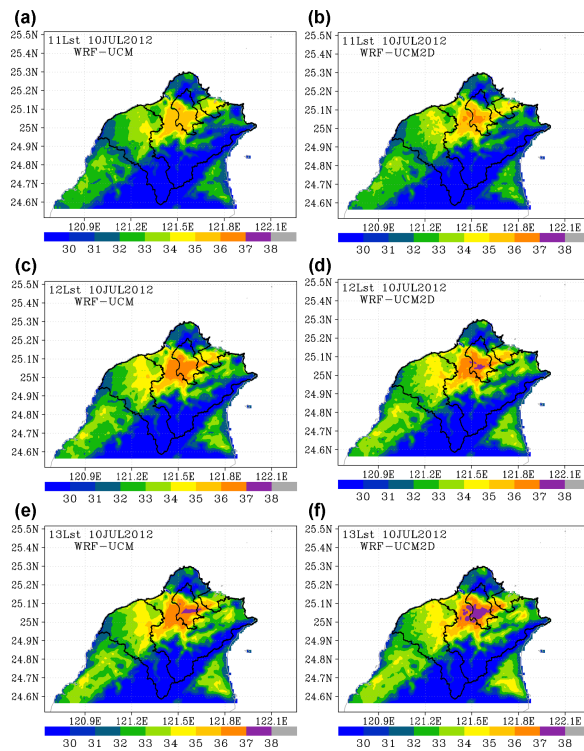 (a)
11Lst 10JUL2012
WRF-UCM
25.5N
25.4N
25.3N
25.2N
25.1N
25N
24.9N
24.8N
24.7N
24.6N
120.9E 121.2E 121.5E 121.8E 122.1E
30 31 32 33 34 35 36 37 38
(b)
11Lst 10JUL2012
WRF-UCM2D
25.5N
25.4N
25.3N
25.2N
25.1N
25N
24.9N
24.8N
24.7N
24.6N
120.9E 121.2E 121.5E 121.8E 122.1E
30 31 32 33 34 35 36 37 38
(c)
12Lst 10JUL2012
WRF-UCM
25.5N
25.4N
25.3N
25.2N
25.1N
25N
24.9N
24.8N
24.7N
24.6N
120.9E 121.2E 121.5E 121.8E 122.1E
30 31 32 33 34 35 36 37 38
(d)
12Lst 10JUL2012
WRF-UCM2D
25.5N
25.4N
25.3N
25.2N
25.1N
25N
24.9N
24.8N
24.7N
24.6N
120.9E 121.2E 121.5E 121.8E 122.1E
30 31 32 33 34 35 36 37 38
(e)
13Lst 10JUL2012
WRF-UCM
25.5N
25.4N
25.3N
25.2N
25.1N
25N
24.9N
24.8N
24.7N
24.6N
120.9E 121.2E 121.5E 121.8E 122.1E
30 31 32 33 34 35 36 37 38
(f)
13Lst 10JUL2012
WRF-UCM2D
25.5N
25.4N
25.3N
25.2N
25.1N
25N
24.9N
24.8N
24.7N
24.6N
120.9E 121.2E 121.5E 121.8E 122.1E
30 31 32 33 34 35 36 37 38